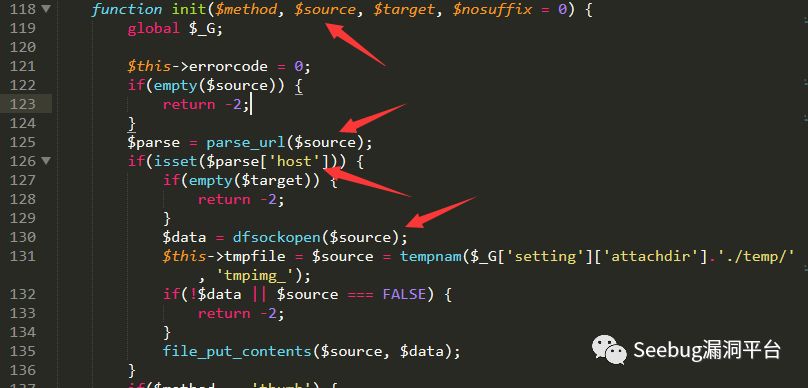 118 function init($method, $source, $target, $nosuffix = 0) {
119 global $_G;
120
121 $this->errorcode = 0;
122 if(empty($source)) {
123 return -2;
124 }
125 $parse = parse_url($source);
126 if(isset($parse['host'])) {
127 if(empty($target)) {
128 return -2;
129 }
130 $data = dfsockopen($source);
131 $this->tmpfile = $source = tempnam($_G['setting']['attachdir'].'./temp/'
, 'tmpimg_');
132 if(!$data || $source === FALSE) {
133 return -2;
134 }
135 file_put_contents($source, $data);
136 }
Seebug漏洞平台